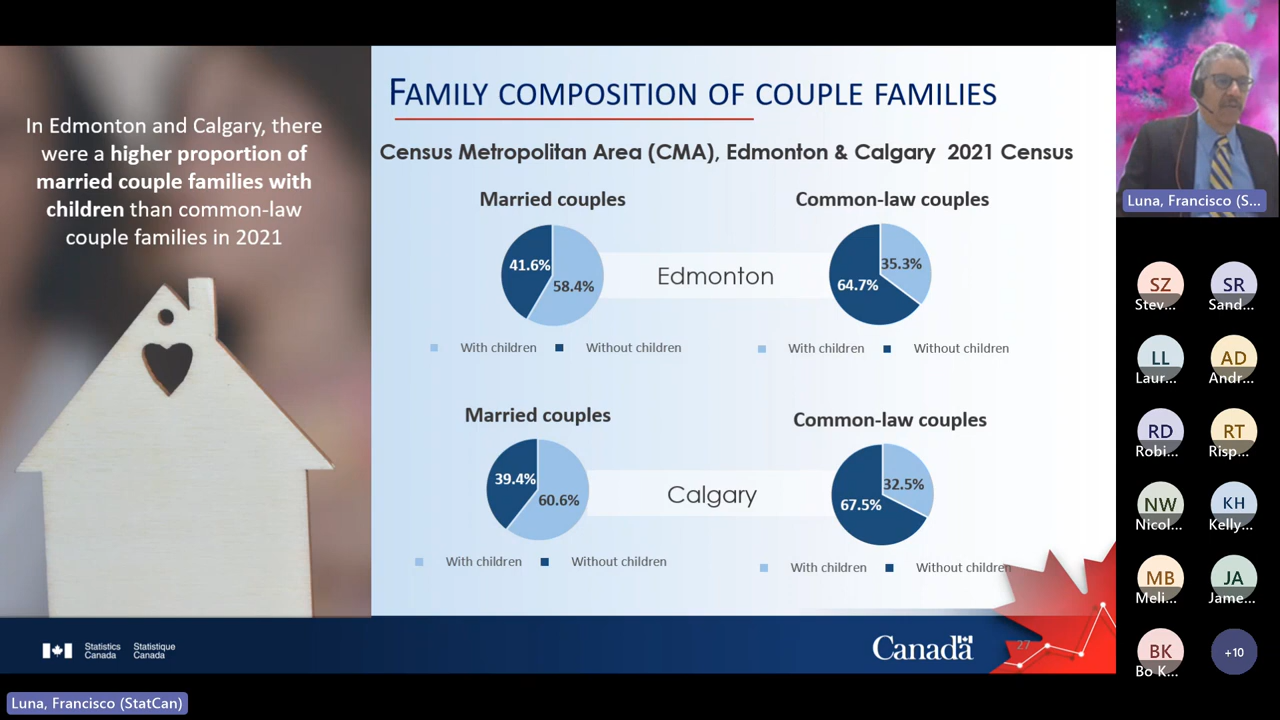 In Edmonton and Calgary, there
were a higher proportion of
married couple families with
children than common-law
couple families in 2021
FAMILY COMPOSITION OF COUPLE FAMILIES
Census Metropolitan Area (CMA), Edmonton & Calgary 2021 Census
Married couples
Common-law couples
41.6%
58.4%
Edmonton
35.3%
64.7%
With children
Without children
With children
Without children
Married couples
Common-law couples
39.4%
60.6%
Calgary
32.5%
67.5%
With children
Without children
With children
Without children
Statistics
Canada
Statistique
Canada
Canada
27
Luna, Francisco (StatCan)
Luna, Francisco (S...
SZ
Stev...
SR
Sand...
LL
Laur...
AD
Andr...
RD
Robi...
RT
Risp...
NW
Nicol...
KH
Kelly...
MB
Meli...
JA
Jame...
BK
Bo K...
+10